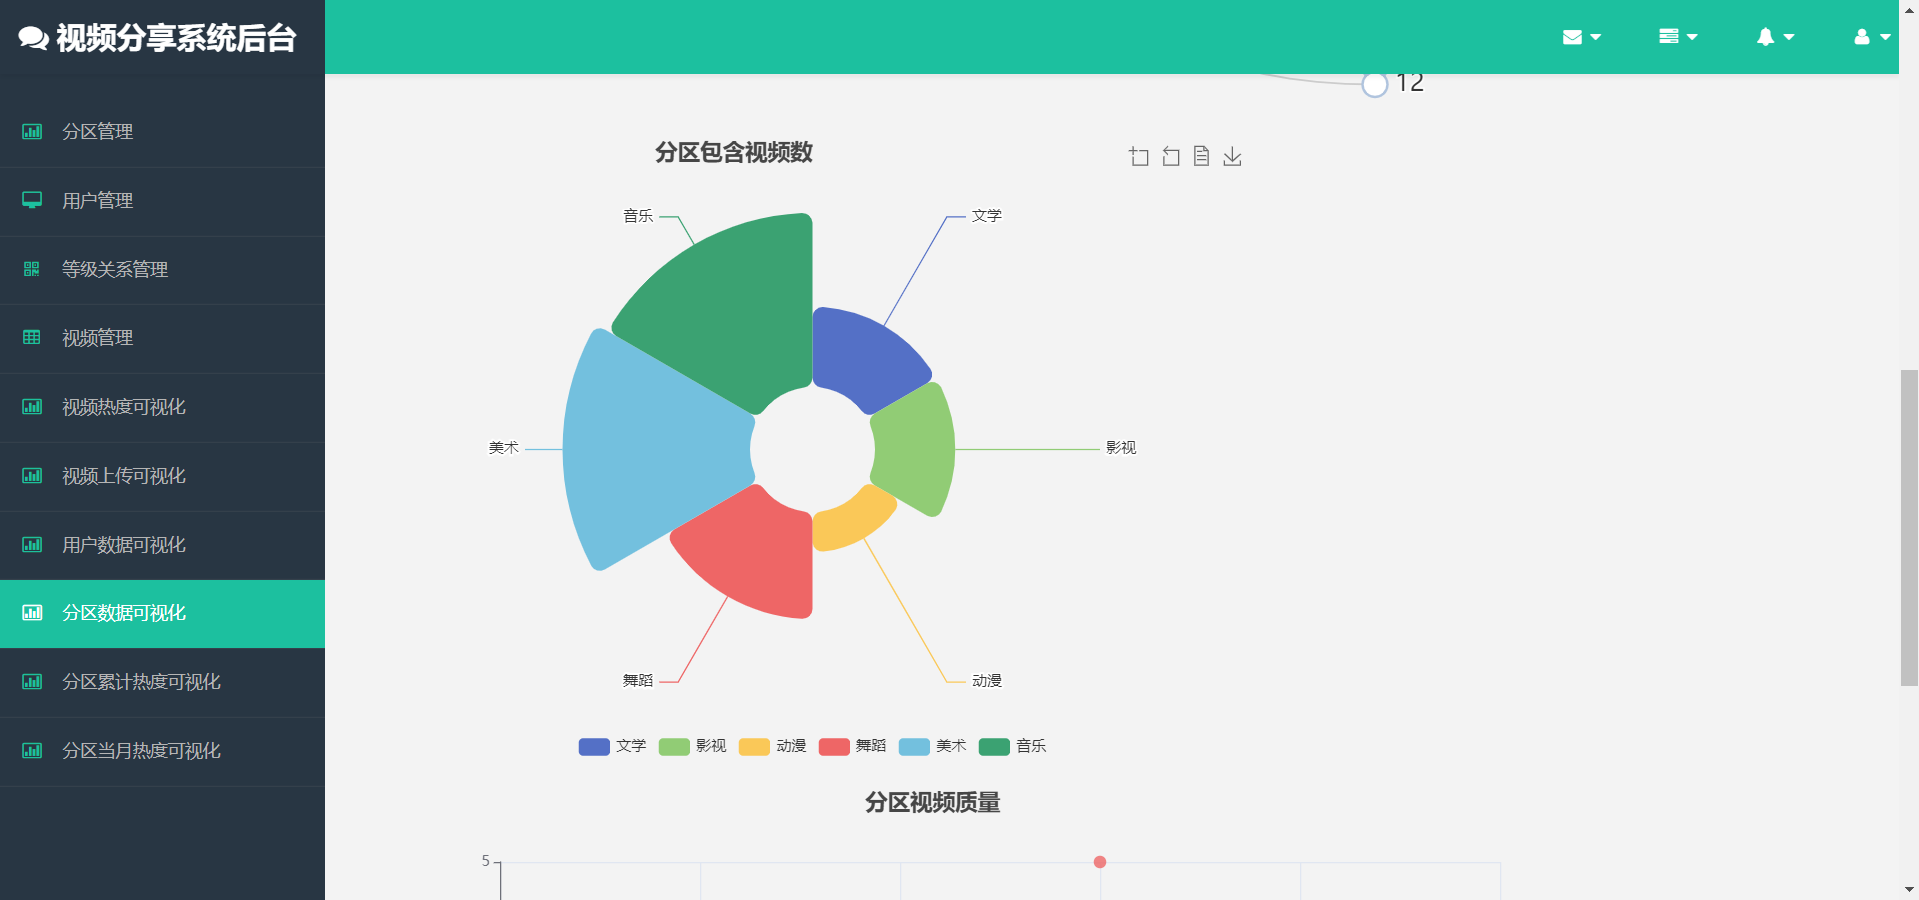 视频分享系统后台
分区管理
用户管理
等级关系管理
视频管理
视频热度可视化
视频上传可视化
用户数据可视化
分区数据可视化
分区累计热度可视化
分区当月热度可视化
12
分区包含视频数
音乐
文学
美术
影视
舞蹈
动漫
文学 影视 动漫 舞蹈 美术 音乐
分区视频质量
5